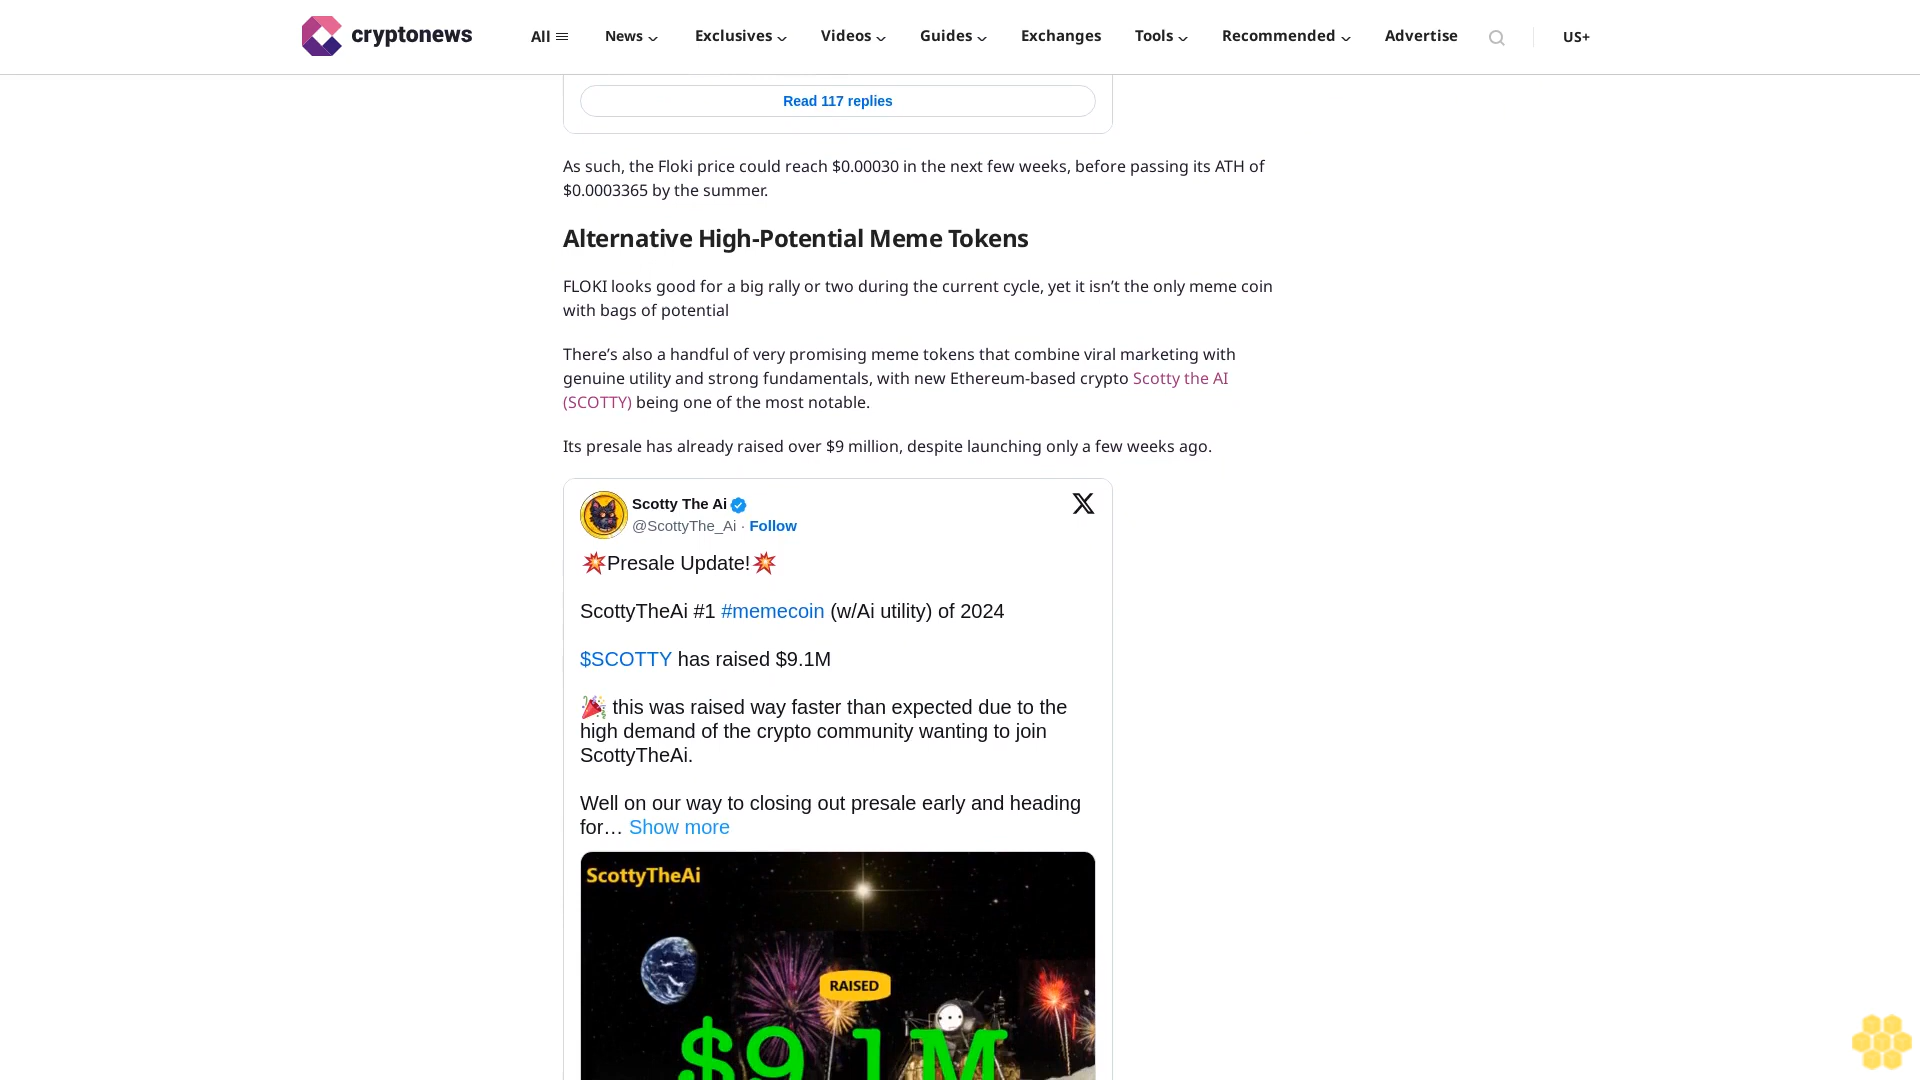 cryptonews
All
News
Exclusives
Videos
Guides
Exchanges
Tools
Recommended
Advertise
US+
Read 117 replies
As such, the Floki price could reach $0.00030 in the next few weeks, before passing its ATH of
$0.0003365 by the summer.
Alternative High-Potential Meme Tokens
FLOKI looks good for a big rally or two during the current cycle, yet it isn’t the only meme coin
with bags of potential
There’s also a handful of very promising meme tokens that combine viral marketing with
genuine utility and strong fundamentals, with new Ethereum-based crypto Scotty the AI
(SCOTTY) being one of the most notable.
Its presale has already raised over $9 million, despite launching only a few weeks ago.
Scotty The Ai
@ScottyThe_Ai · Follow
💥Presale Update!💥
ScottyTheAi #1 #memecoin (w/Ai utility) of 2024
$SCOTTY has raised $9.1M
🎉 this was raised way faster than expected due to the
high demand of the crypto community wanting to join
ScottyTheAi.
Well on our way to closing out presale early and heading
for… Show more
ScottyTheAi
RAISED
$9.1M